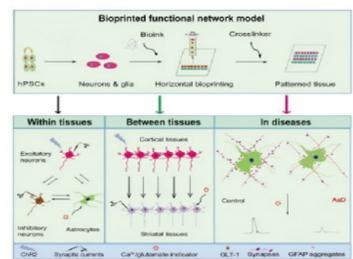 Bioprinted functional network model
Bioink
Crosslinker
hPSCs
Neurons & glia
Horizontal bioprinting
Patterned tissue
Within tissues
Between tissues
In diseases
Excitatory neurons
Cortical tissues
Control
AxD
Inhibitory neurons
Astrocytes
Striatal tissues
ChR2
Synaptic currents
Ca²⁺/glutamate indicator
GLT-1
Synapses
GFAP aggregates